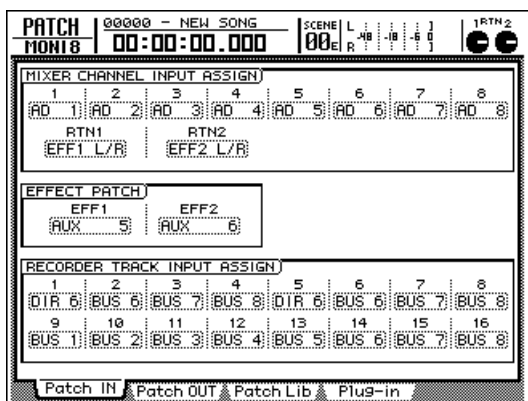 PATCH 00000 - NEW SONG SCENE L -48 -18 -6 0 1RTN2
MONI8 00:00:00.000 00E R
MIXER CHANNEL INPUT ASSIGN
1 2 3 4 5 6 7 8
AD 1 AD 2 AD 3 AD 4 AD 5 AD 6 AD 7 AD 8
RTN1 RTN2
EFF1 L/R EFF2 L/R
EFFECT PATCH
EFF1 EFF2
AUX 5 AUX 6
RECORDER TRACK INPUT ASSIGN
1 2 3 4 5 6 7 8
DIR 6 BUS 6 BUS 7 BUS 8 DIR 6 BUS 6 BUS 7 BUS 8
9 10 11 12 13 14 15 16
BUS 1 BUS 2 BUS 3 BUS 4 BUS 5 BUS 6 BUS 7 BUS 8
Patch IN Patch OUT Patch Lib Plug-in